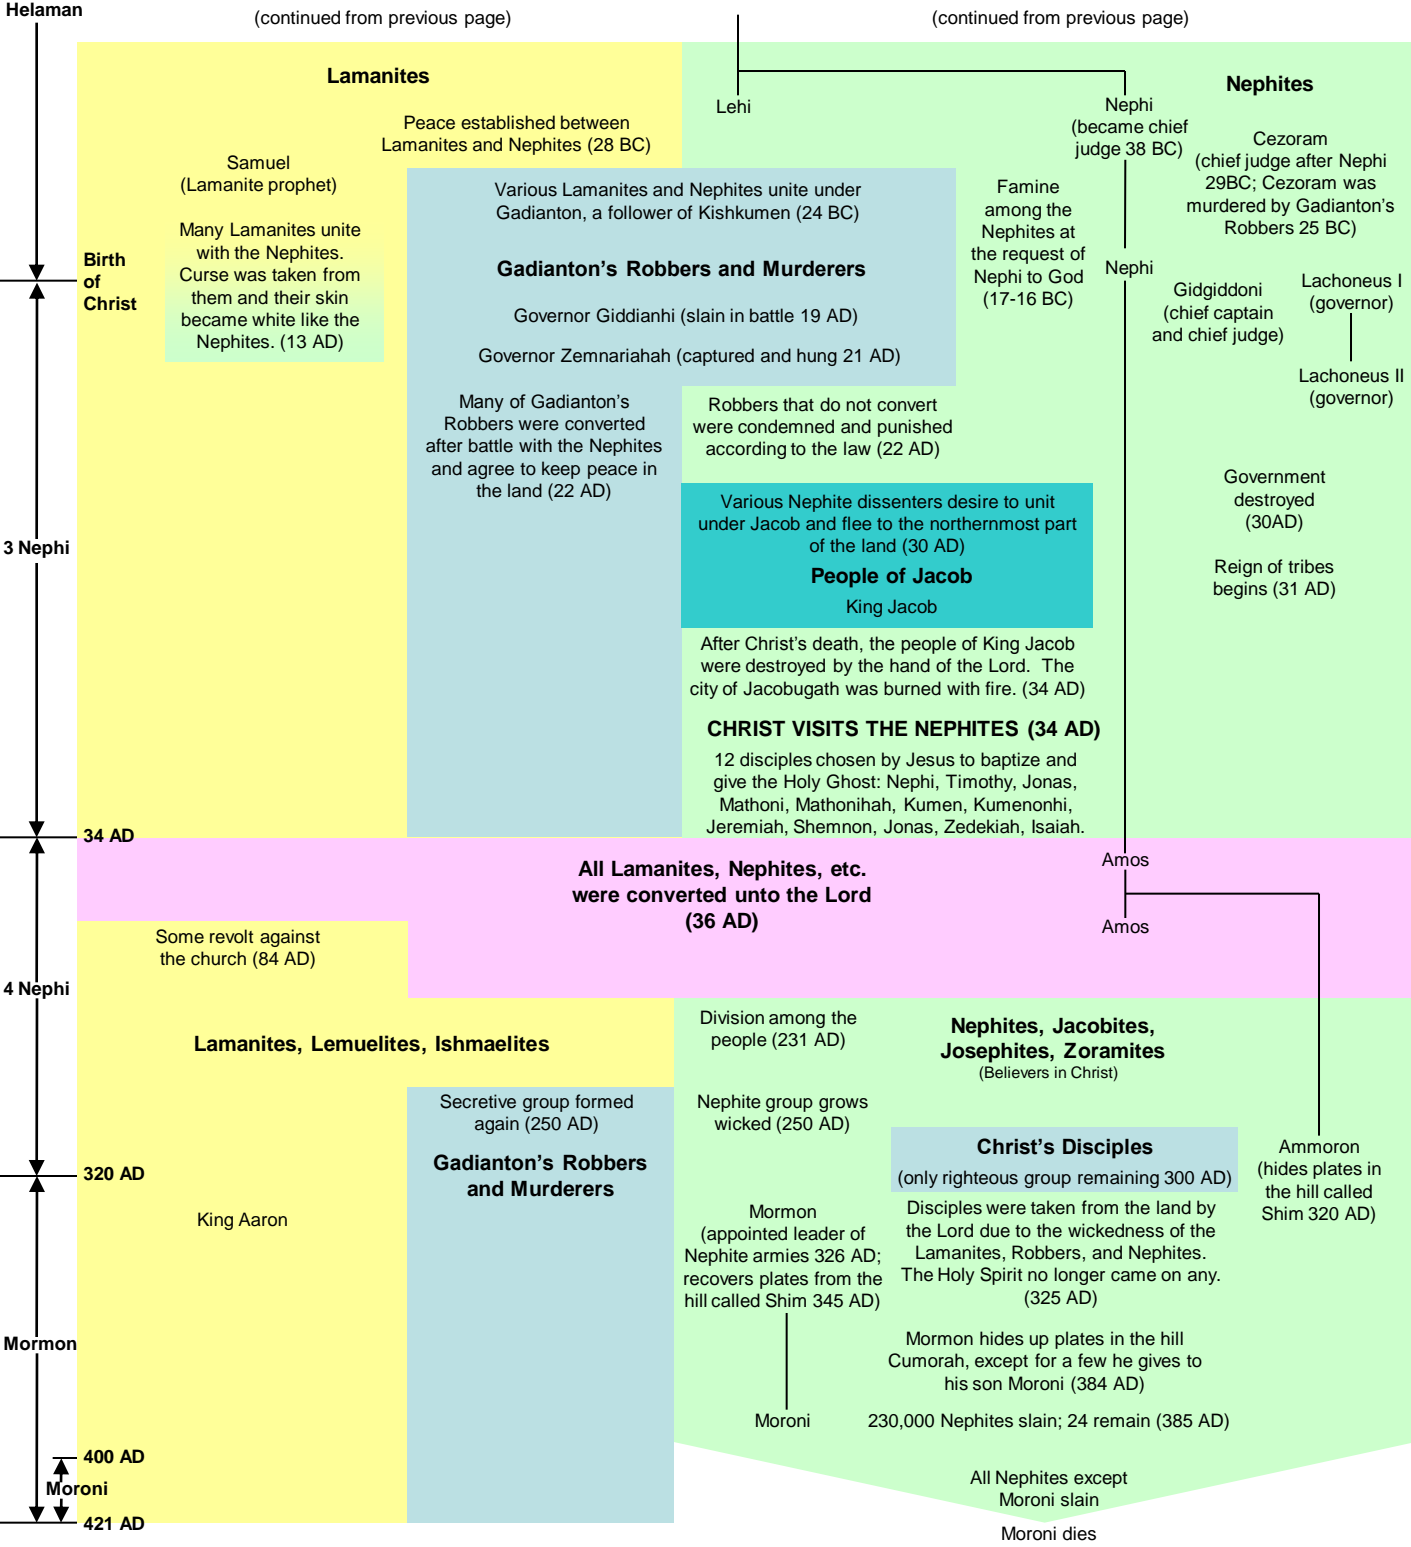 Helaman
(continued from previous page)
(continued from previous page)
Lamanites
Nephites
Lehi
Nephi
(became chief
judge 38 BC)
Peace established between
Lamanites and Nephites (28 BC)
Cezoram
(chief judge after Nephi
29BC; Cezoram was
murdered by Gadianton's
Robbers 25 BC)
Samuel
(Lamanite prophet)
Various Lamanites and Nephites unite under
Gadianton, a follower of Kishkumen (24 BC)
Famine
among the
Nephites at
the request of
Nephi to God
(17-16 BC)
Many Lamanites unite
with the Nephites.
Curse was taken from
them and their skin
became white like the
Nephites. (13 AD)
Birth
of
Christ
Gadianton's Robbers and Murderers
Nephi
Gidgiddoni
(chief captain
and chief judge)
Lachoneus I
(governor)
Governor Giddianhi (slain in battle 19 AD)
Governor Zemnariahah (captured and hung 21 AD)
Lachoneus II
(governor)
Many of Gadianton's
Robbers were converted
after battle with the Nephites
and agree to keep peace in
the land (22 AD)
Robbers that do not convert
were condemned and punished
according to the law (22 AD)
Government
destroyed
(30AD)
Various Nephite dissenters desire to unit
under Jacob and flee to the northernmost part
of the land (30 AD)
People of Jacob
King Jacob
3 Nephi
Reign of tribes
begins (31 AD)
After Christ's death, the people of King Jacob
were destroyed by the hand of the Lord. The
city of Jacobugath was burned with fire. (34 AD)
CHRIST VISITS THE NEPHITES (34 AD)
12 disciples chosen by Jesus to baptize and
give the Holy Ghost: Nephi, Timothy, Jonas,
Mathoni, Mathonihah, Kumen, Kumenonhi,
Jeremiah, Shemnon, Jonas, Zedekiah, Isaiah.
34 AD
All Lamanites, Nephites, etc.
were converted unto the Lord
(36 AD)
Amos
Amos
Some revolt against
the church (84 AD)
4 Nephi
Lamanites, Lemuelites, Ishmaelites
Division among the
people (231 AD)
Nephites, Jacobites,
Josephites, Zoramites
(Believers in Christ)
Secretive group formed
again (250 AD)
Nephite group grows
wicked (250 AD)
Gadianton's Robbers
and Murderers
Christ's Disciples
(only righteous group remaining 300 AD)
Ammoron
(hides plates in
the hill called
Shim 320 AD)
320 AD
King Aaron
Mormon
(appointed leader of
Nephite armies 326 AD;
recovers plates from the
hill called Shim 345 AD)
Disciples were taken from the land by
the Lord due to the wickedness of the
Lamanites, Robbers, and Nephites.
The Holy Spirit no longer came on any.
(325 AD)
Mormon
Mormon hides up plates in the hill
Cumorah, except for a few he gives to
his son Moroni (384 AD)
Moroni
230,000 Nephites slain; 24 remain (385 AD)
400 AD
Moroni
421 AD
All Nephites except
Moroni slain
Moroni dies